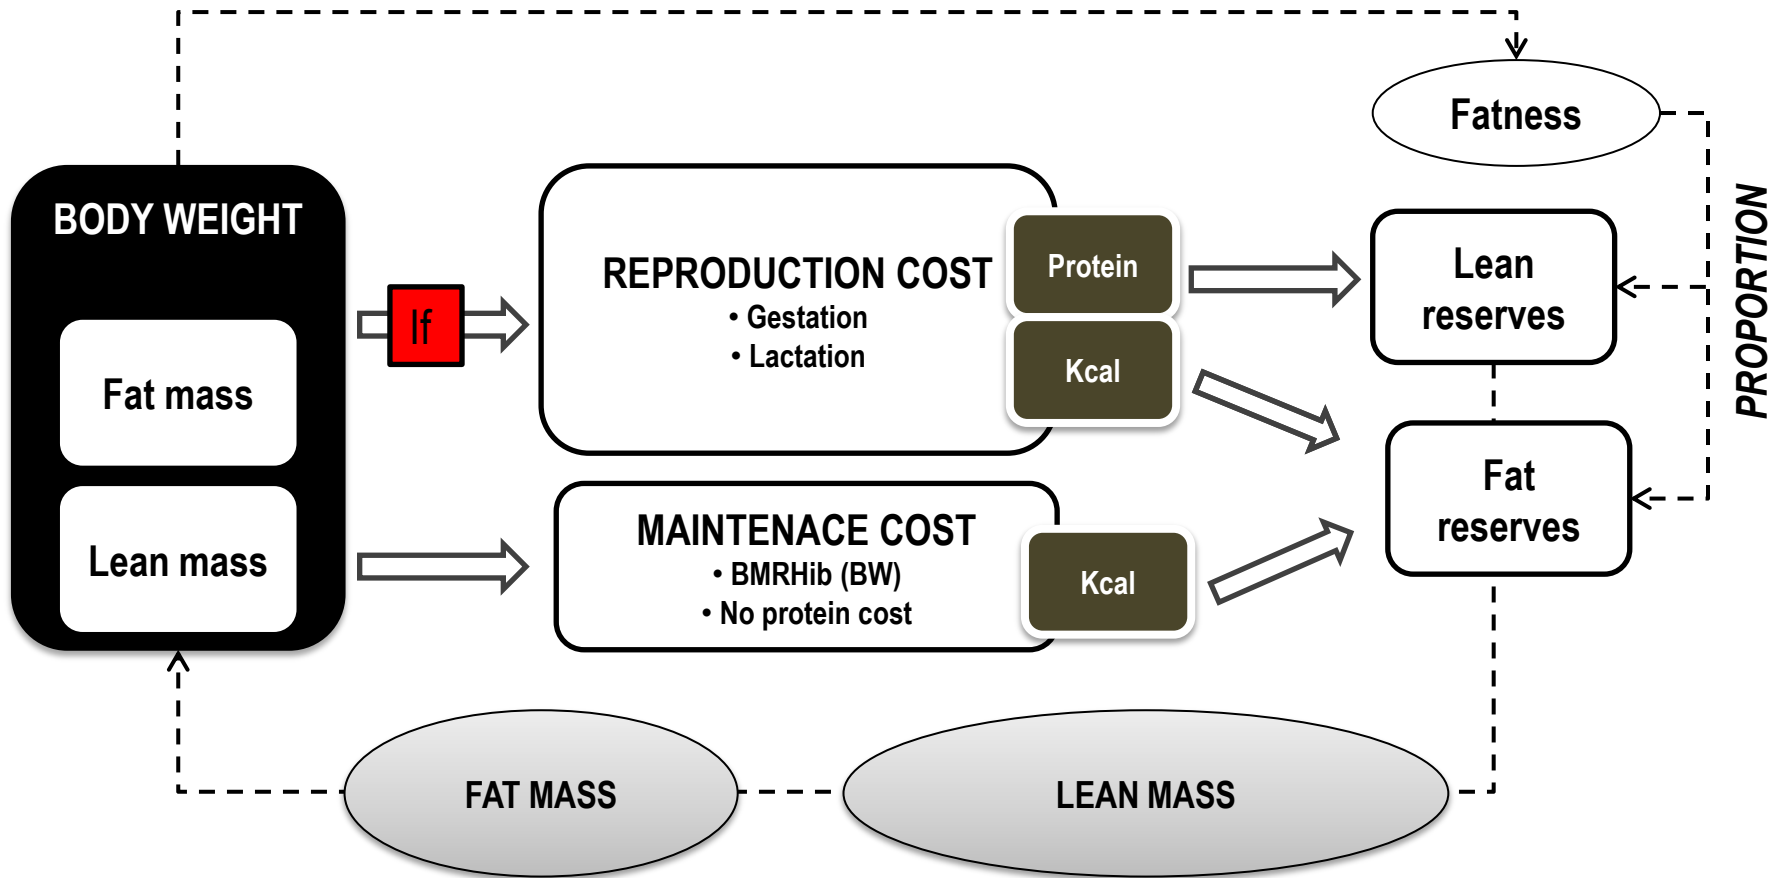 Fatness
BODY WEIGHT
Fat mass
Lean mass
If
REPRODUCTION COST
• Gestation
• Lactation
Protein
Kcal
MAINTENACE COST
• BMRHib (BW)
• No protein cost
Kcal
Lean
reserves
Fat
reserves
PROPORTION
FAT MASS
LEAN MASS